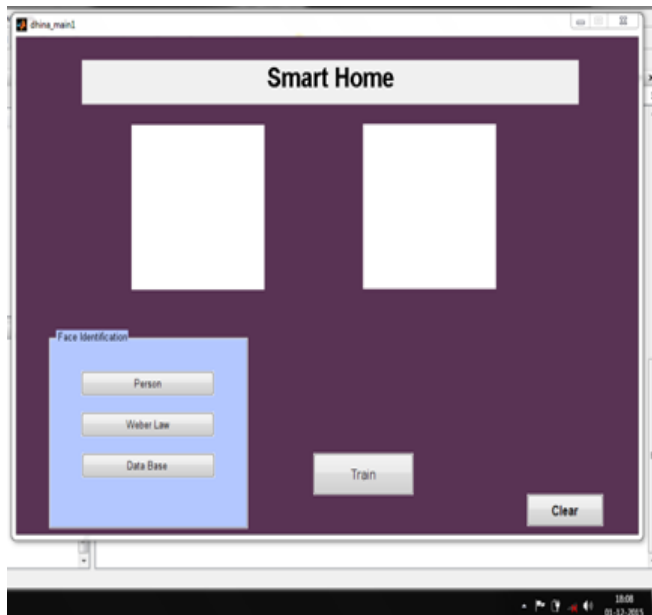 dhina_main1
Smart Home
Face Identification
Person
Weber Law
Data Base
Train
Clear
18:08
01-12-2015